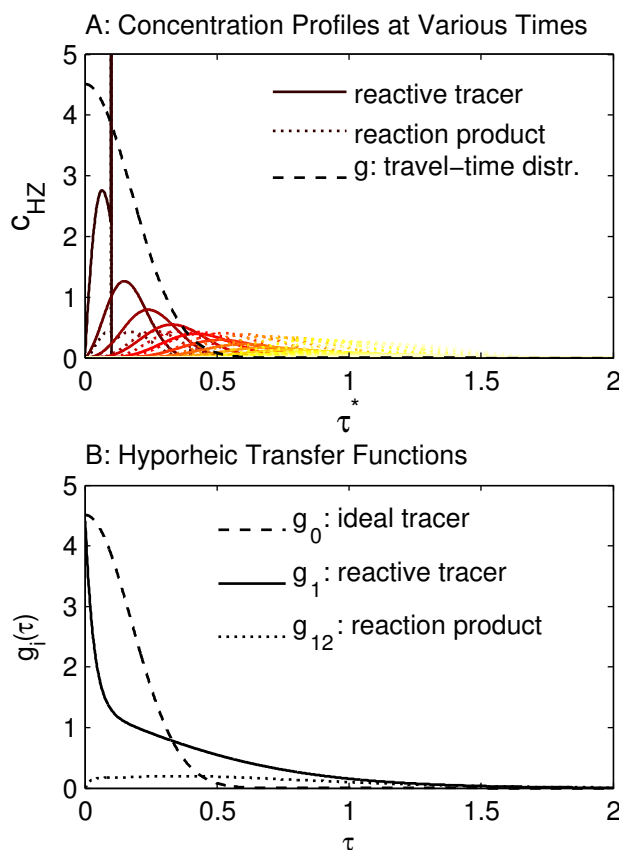 A: Concentration Profiles at Various Times
5
4
3
2
1
0
c_HZ
reactive tracer
reaction product
g: travel−time distr.
0 0.5 1 1.5 2
τ*
B: Hyporheic Transfer Functions
5
4
3
2
1
0
g_i(τ)
g_0: ideal tracer
g_1: reactive tracer
g_12: reaction product
0 0.5 1 1.5 2
τ